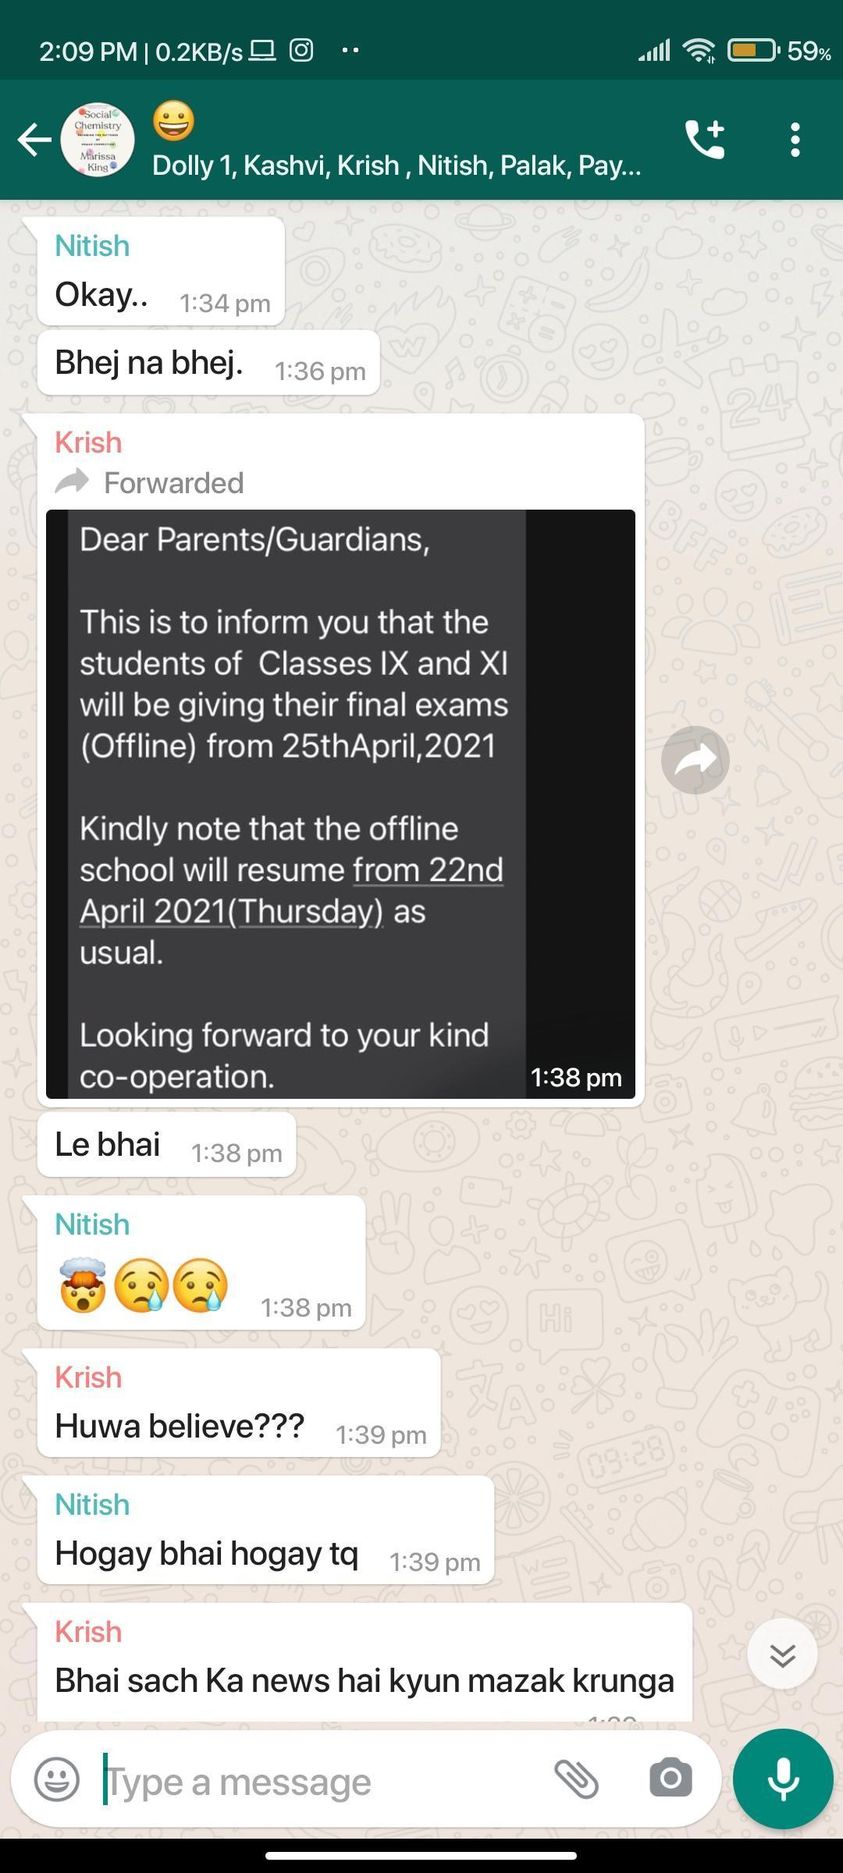 2:09 PM | 0.2KB/s
59%
Social
Chemistry
Marissa
King
Dolly 1, Kashvi, Krish , Nitish, Palak, Pay...
Nitish
Okay.. 1:34 pm
Bhej na bhej. 1:36 pm
Krish
Forwarded
Dear Parents/Guardians,
This is to inform you that the
students of Classes IX and XI
will be giving their final exams
(Offline) from 25thApril,2021
Kindly note that the offline
school will resume from 22nd
April 2021(Thursday) as
usual.
Looking forward to your kind
co-operation.
1:38 pm
Le bhai 1:38 pm
Nitish
🤯😢😢 1:38 pm
Krish
Huwa believe??? 1:39 pm
Nitish
Hogay bhai hogay tq 1:39 pm
Krish
Bhai sach Ka news hai kyun mazak krunga
Type a message